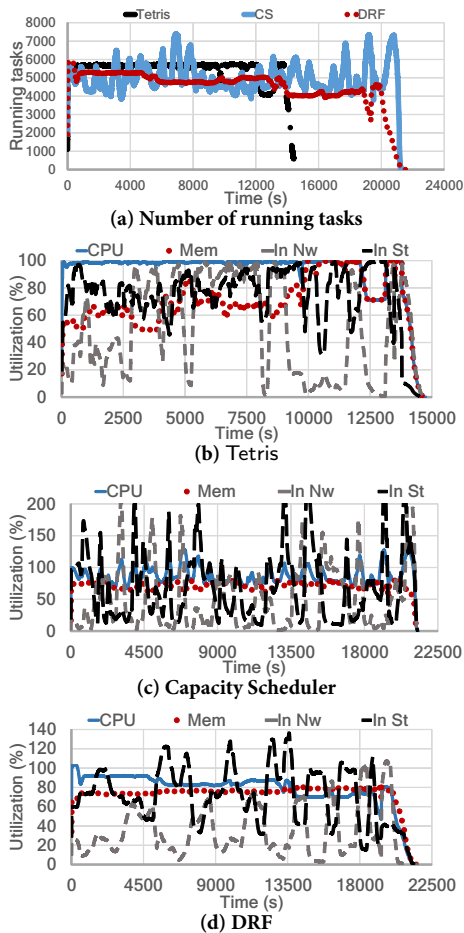 Tetris CS DRF
8000
7000
6000
5000
4000
3000
2000
1000
0
Running tasks
0 4000 8000 12000 16000 20000 24000
Time (s)
(a) Number of running tasks
CPU Mem In Nw In St
100
80
60
40
20
0
Utilization (%)
0 2500 5000 7500 10000 12500 15000
Time (s)
(b) Tetris
CPU Mem In Nw In St
200
150
100
50
0
Utilization (%)
0 4500 9000 13500 18000 22500
Time (s)
(c) Capacity Scheduler
CPU Mem In Nw In St
140
120
100
80
60
40
20
0
Utilization (%)
0 4500 9000 13500 18000 22500
Time (s)
(d) DRF